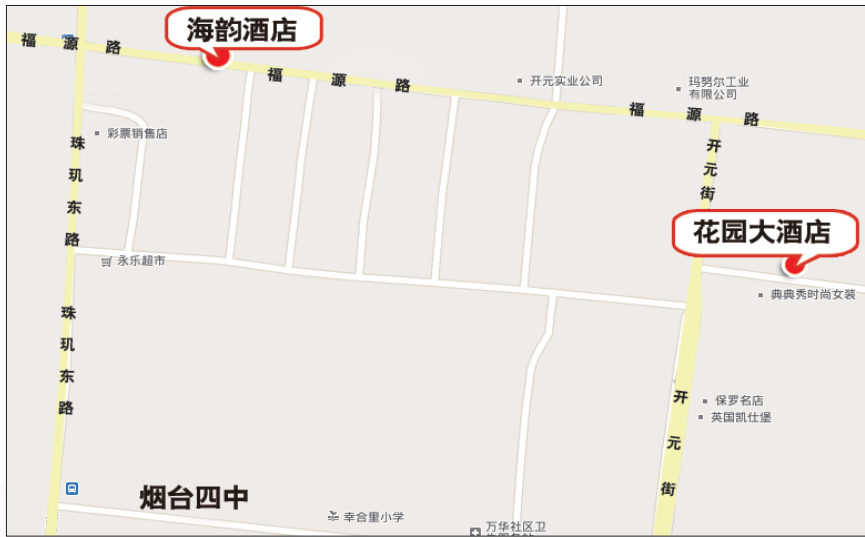 海韵酒店
福源路
福源路
开元实业公司
玛努尔工业
有限公司
福源路
彩票销售店
珠玑东路
开元街
花园大酒店
永乐超市
典典秀时尚女装
珠玑东路
保罗名店
英国凯仕堡
开元街
烟台四中
幸合里小学
万华社区卫